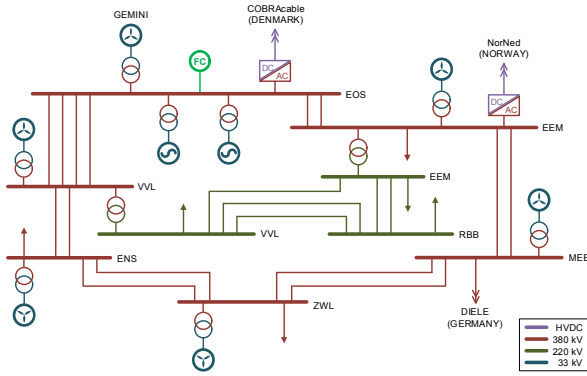 COBRAcable
(DENMARK)
GEMINI
NorNed
(NORWAY)
FC
DC
AC
EOS
DC
AC
EEM
EEM
VVL
VVL
RBB
ENS
MEE
ZWL
DIELE
(GERMANY)
HVDC
380 kV
220 kV
33 kV